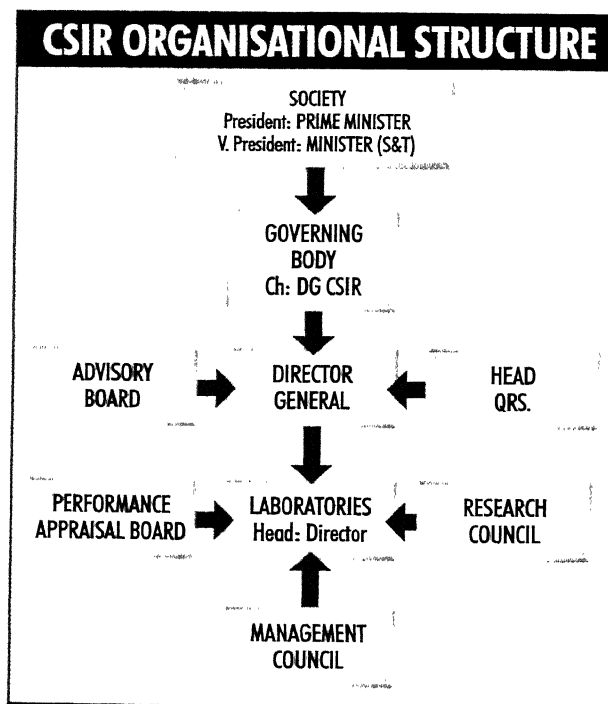 CSIR ORGANISATIONAL STRUCTURE
SOCIETY
President: PRIME MINISTER
V. President: MINISTER (S&T)
GOVERNING
BODY
Ch: DG CSIR
ADVISORY
BOARD
DIRECTOR
GENERAL
HEAD
QRS.
PERFORMANCE
APPRAISAL BOARD
LABORATORIES
Head: Director
RESEARCH
COUNCIL
MANAGEMENT
COUNCIL